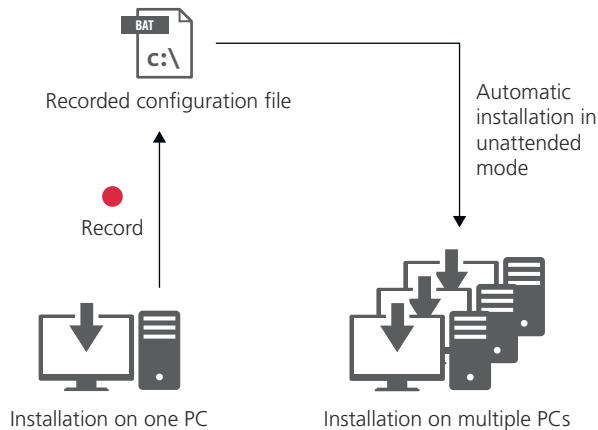 BAT
c:\
Recorded configuration file
Automatic
installation in
unattended
mode
Record
Installation on one PC
Installation on multiple PCs